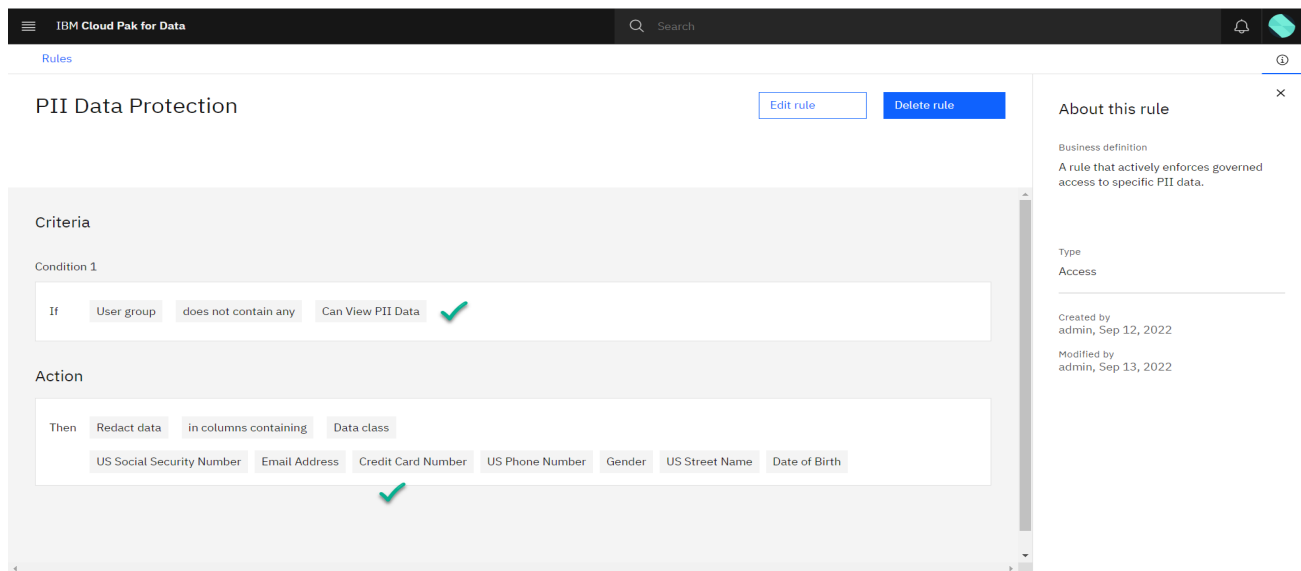 IBM Cloud Pak for Data
Search
Rules
PII Data Protection
Edit rule
Delete rule
Criteria
Condition 1
If User group does not contain any Can View PII Data
Action
Then Redact data in columns containing Data class
US Social Security Number Email Address Credit Card Number US Phone Number Gender US Street Name Date of Birth
About this rule
Business definition
A rule that actively enforces governed
access to specific PII data.
Type
Access
Created by
admin, Sep 12, 2022
Modified by
admin, Sep 13, 2022